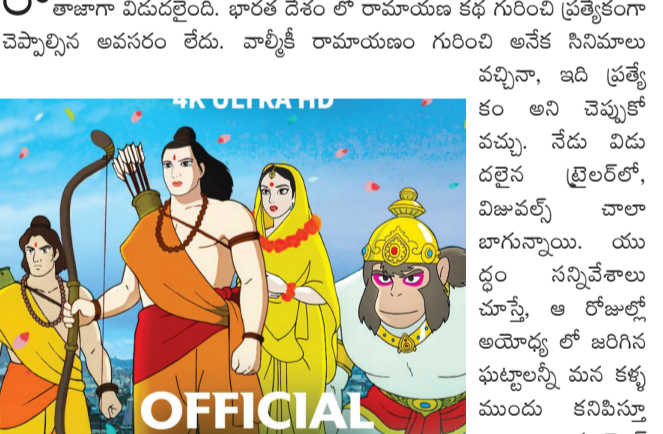 తాజాగా విడుదలైంది. భారత దేశం లో రామాయణ కథ గురించి ప్రత్యేకంగా
చెప్పాల్సిన అవసరం లేదు. వాల్మీకీ రామాయణం గురించి అనేక సినిమాలు
వచ్చినా, ఇది ప్రత్యే
కం అని చెప్పుకో
వచ్చు. నేడు విడు
దలైన ట్రైలర్‌లో,
విజువల్స్ చాలా
బాగున్నాయి. యు
ద్ధం సన్నివేశాలు
చూస్తే, ఆ రోజుల్లో
అయోధ్య లో జరిగిన
ఘట్టాలన్నీ మన కళ్ళ
ముందు కనిపిస్తూ
4K ULTRA HD
OFFICIAL